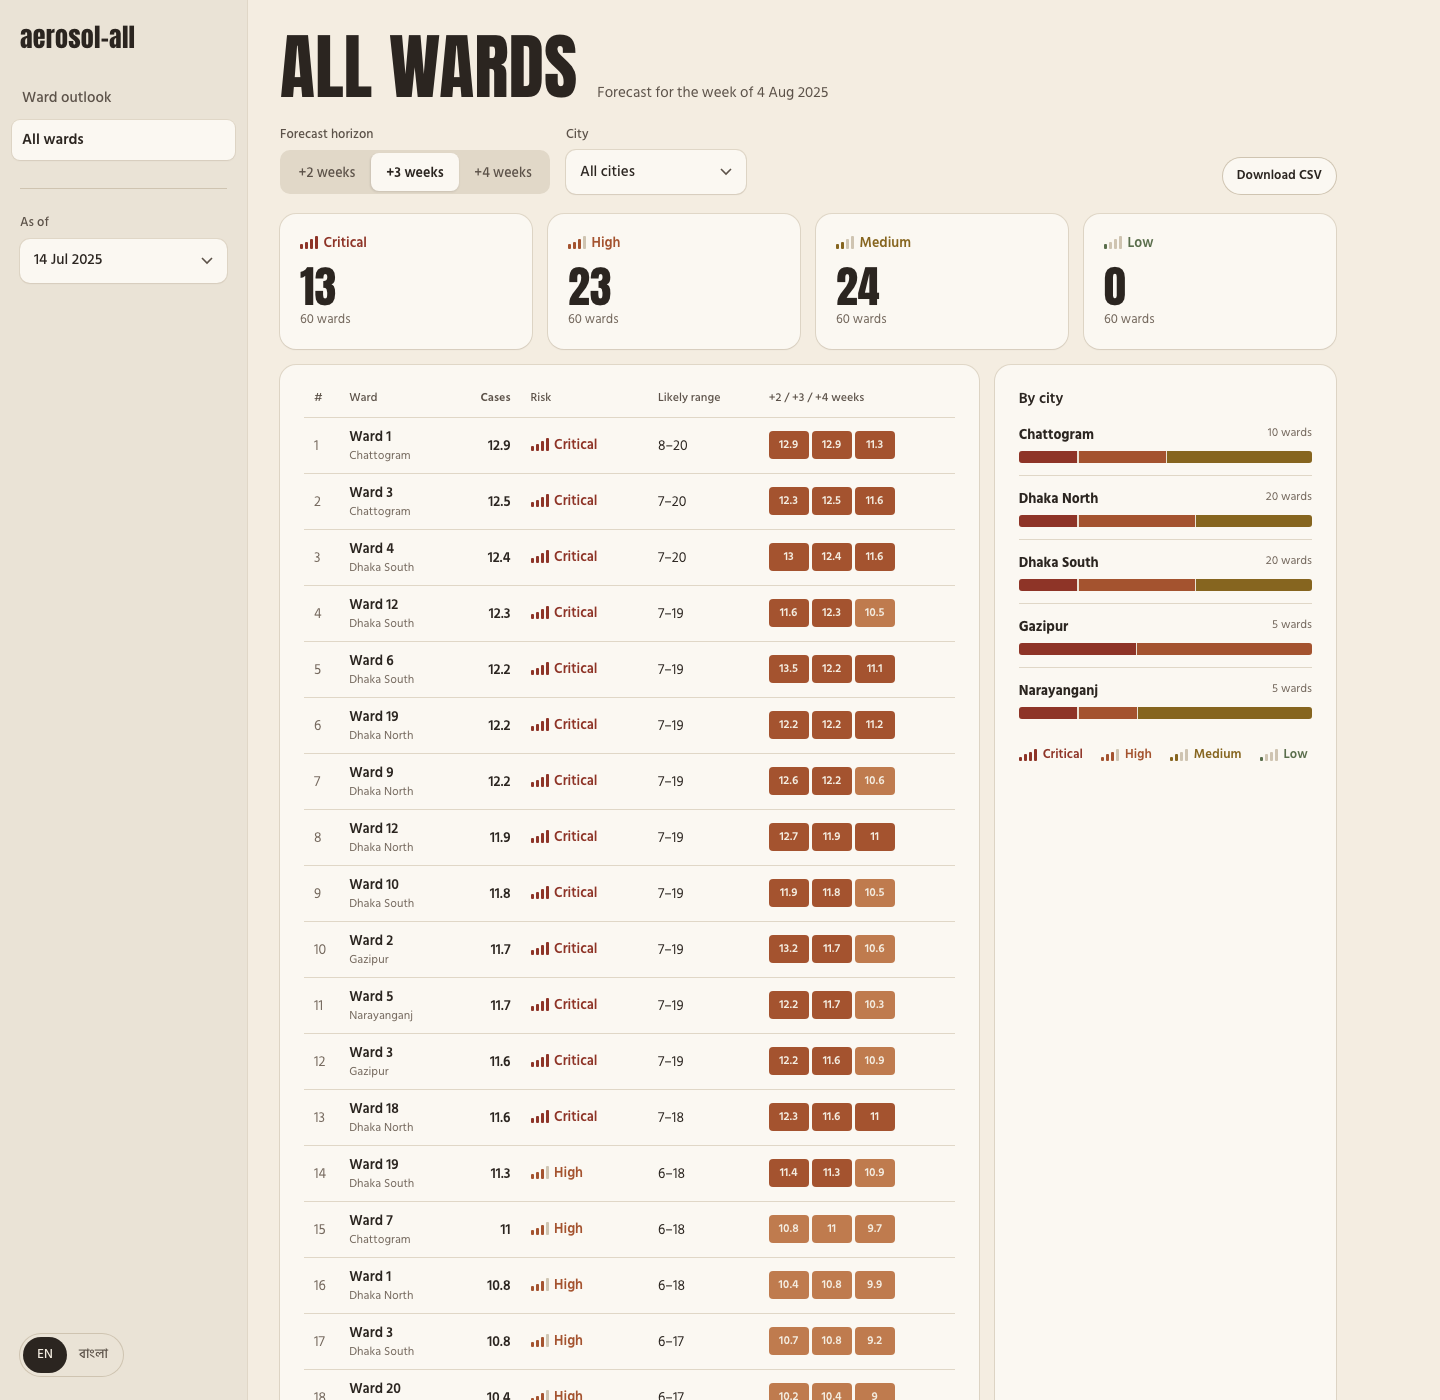 aerosol-all
Ward outlook
All wards
As of
14 Jul 2025
EN বাংলা
ALL WARDS
Forecast for the week of 4 Aug 2025
Forecast horizon
+2 weeks +3 weeks +4 weeks
City
All cities
Download CSV
Critical
13
60 wards
High
23
60 wards
Medium
24
60 wards
Low
0
60 wards
# Ward Cases Risk Likely range +2 / +3 / +4 weeks
1 Ward 1 Chattogram 12.9 Critical 8–20 12.9 12.9 11.3
2 Ward 3 Chattogram 12.5 Critical 7–20 12.3 12.5 11.6
3 Ward 4 Dhaka South 12.4 Critical 7–20 13 12.4 11.6
4 Ward 12 Dhaka South 12.3 Critical 7–19 11.6 12.3 10.5
5 Ward 6 Dhaka South 12.2 Critical 7–19 13.5 12.2 11.1
6 Ward 19 Dhaka North 12.2 Critical 7–19 12.2 12.2 11.2
7 Ward 9 Dhaka North 12.2 Critical 7–19 12.6 12.2 10.6
8 Ward 12 Dhaka North 11.9 Critical 7–19 12.7 11.9 11
9 Ward 10 Dhaka South 11.8 Critical 7–19 11.9 11.8 10.5
10 Ward 2 Gazipur 11.7 Critical 7–19 13.2 11.7 10.6
11 Ward 5 Narayanganj 11.7 Critical 7–19 12.2 11.7 10.3
12 Ward 3 Gazipur 11.6 Critical 7–19 12.2 11.6 10.9
13 Ward 18 Dhaka North 11.6 Critical 7–18 12.3 11.6 11
14 Ward 19 Dhaka South 11.3 High 6–18 11.4 11.3 10.9
15 Ward 7 Chattogram 11 High 6–18 10.8 11 9.7
16 Ward 1 Dhaka North 10.8 High 6–18 10.4 10.8 9.9
17 Ward 3 Dhaka South 10.8 High 6–17 10.7 10.8 9.2
18 Ward 20 10.4 High 6–17 10.2 10.4 9
By city
Chattogram 10 wards
Dhaka North 20 wards
Dhaka South 20 wards
Gazipur 5 wards
Narayanganj 5 wards
Critical High Medium Low